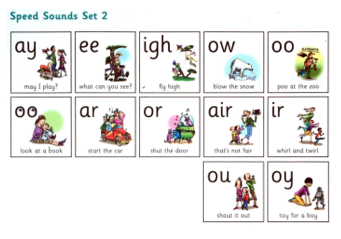 Speed Sounds Set 2
ay ee igh ow oo
may I play? what can you see? fly high blow the snow poo at the zoo
oo ar or air ir
look at a book start the car shut the door that's not fair whirl and twirl
ou oy
shout it out toy for a boy